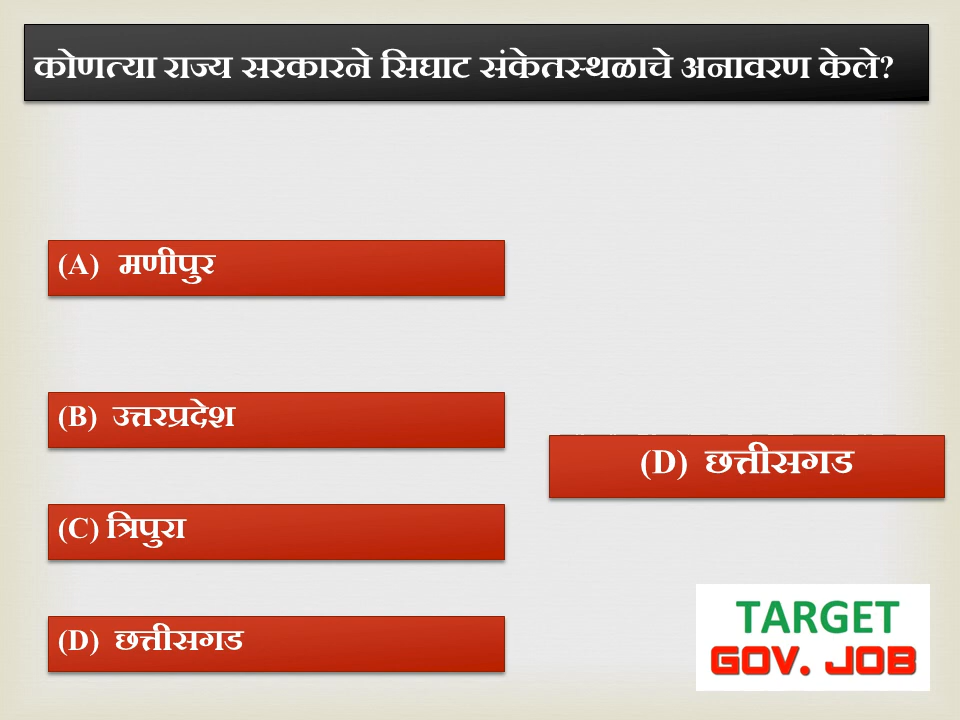 कोणत्या राज्य सरकारने सिघाट संकेतस्थळाचे अनावरण केले?
(A) मणीपुर
(B) उत्तरप्रदेश
(C) त्रिपुरा
(D) छत्तीसगड
(D) छत्तीसगड
TARGET
GOV. JOB